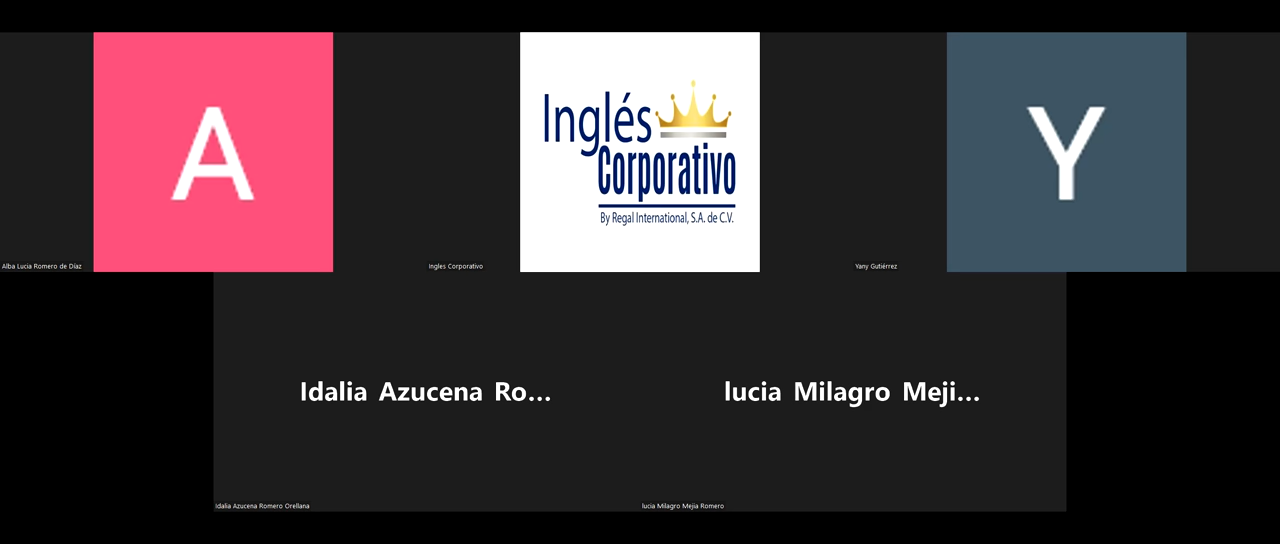 A
Inglés
Corporativo
By Regal International, S.A. de C.V.
Y
Alba Lucia Romero de Díaz
Ingles Corporativo
Yany Gutiérrez
Idalia Azucena Ro...
lucia Milagro Meji...
Idalia Azucena Romero Orellana
lucia Milagro Mejia Romero